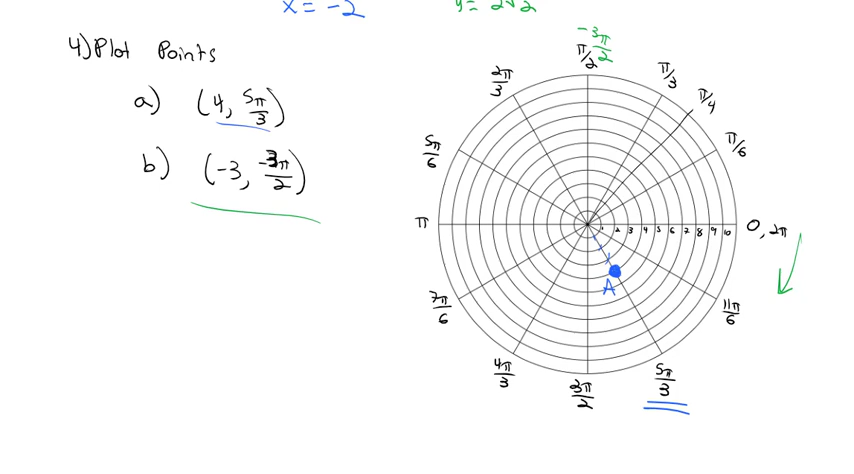 x = -2
y = 2√2
4) Plot Points
a) (4, 5π/3)
b) (-3, -3π/2)
-3π/2
π/2
2π/3
π/3
π/4
5π/6
π/6
π
1 2 3 4 5 6 7 8 9 10
0, 2π
A
7π/6
11π/6
4π/3
3π/2
5π/3